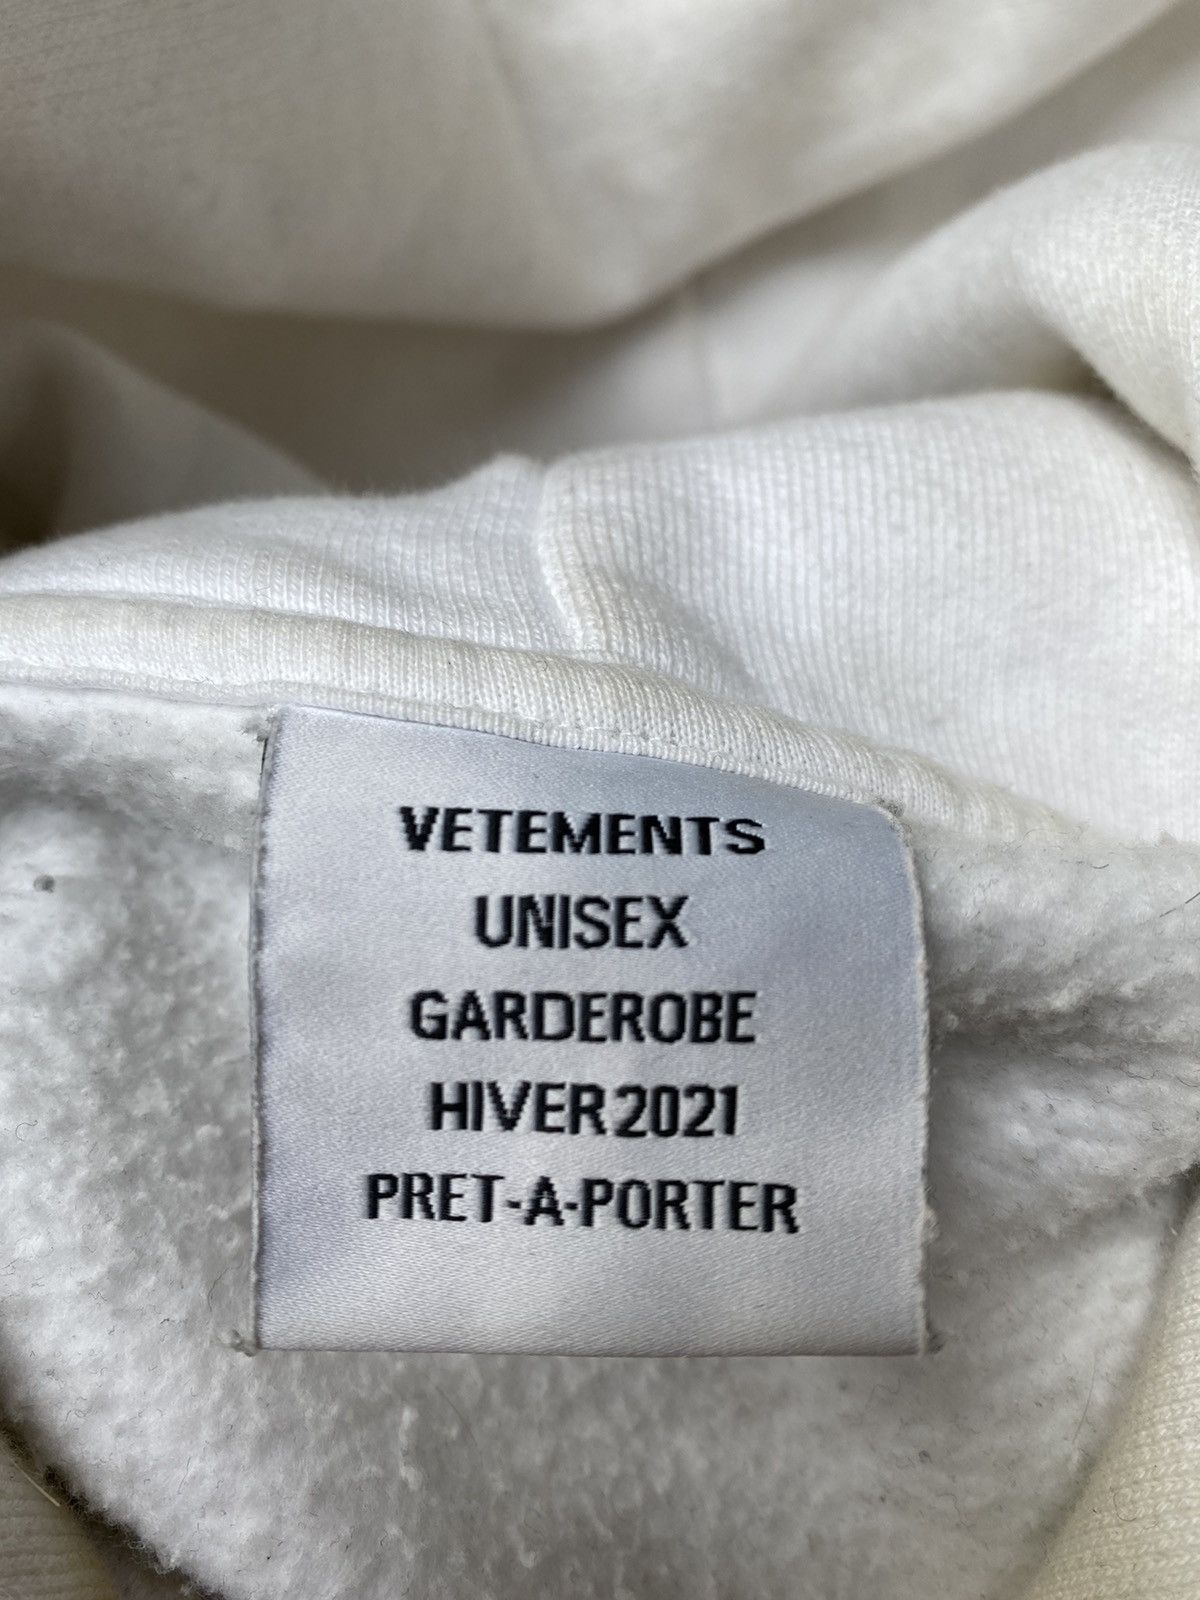 VETEMENTS
UNISEX
GARDEROBE
HIVER 2021
PRET-A-PORTER